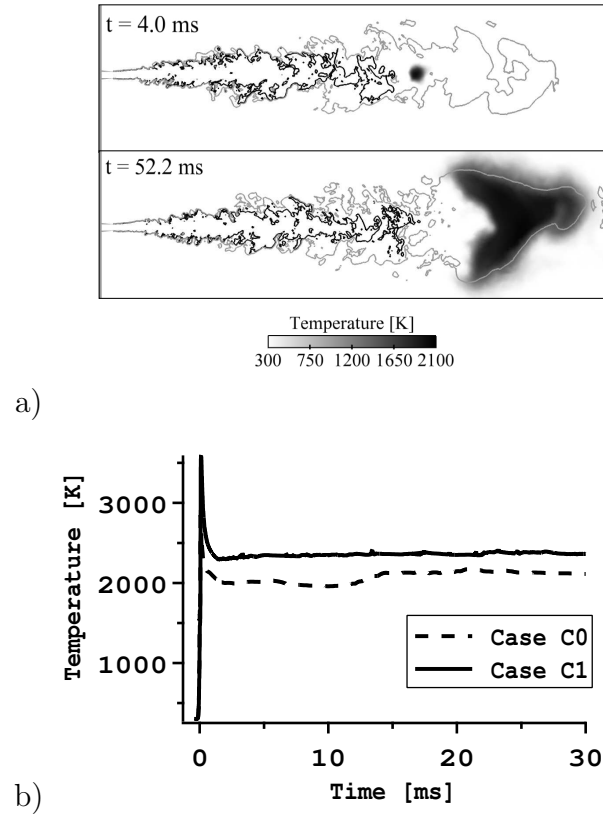 t = 4.0 ms
t = 52.2 ms
Temperature [K]
300 750 1200 1650 2100
a)
Temperature [K]
3000
2000
1000
Case C0
Case C1
0 10 20 30
Time [ms]
b)